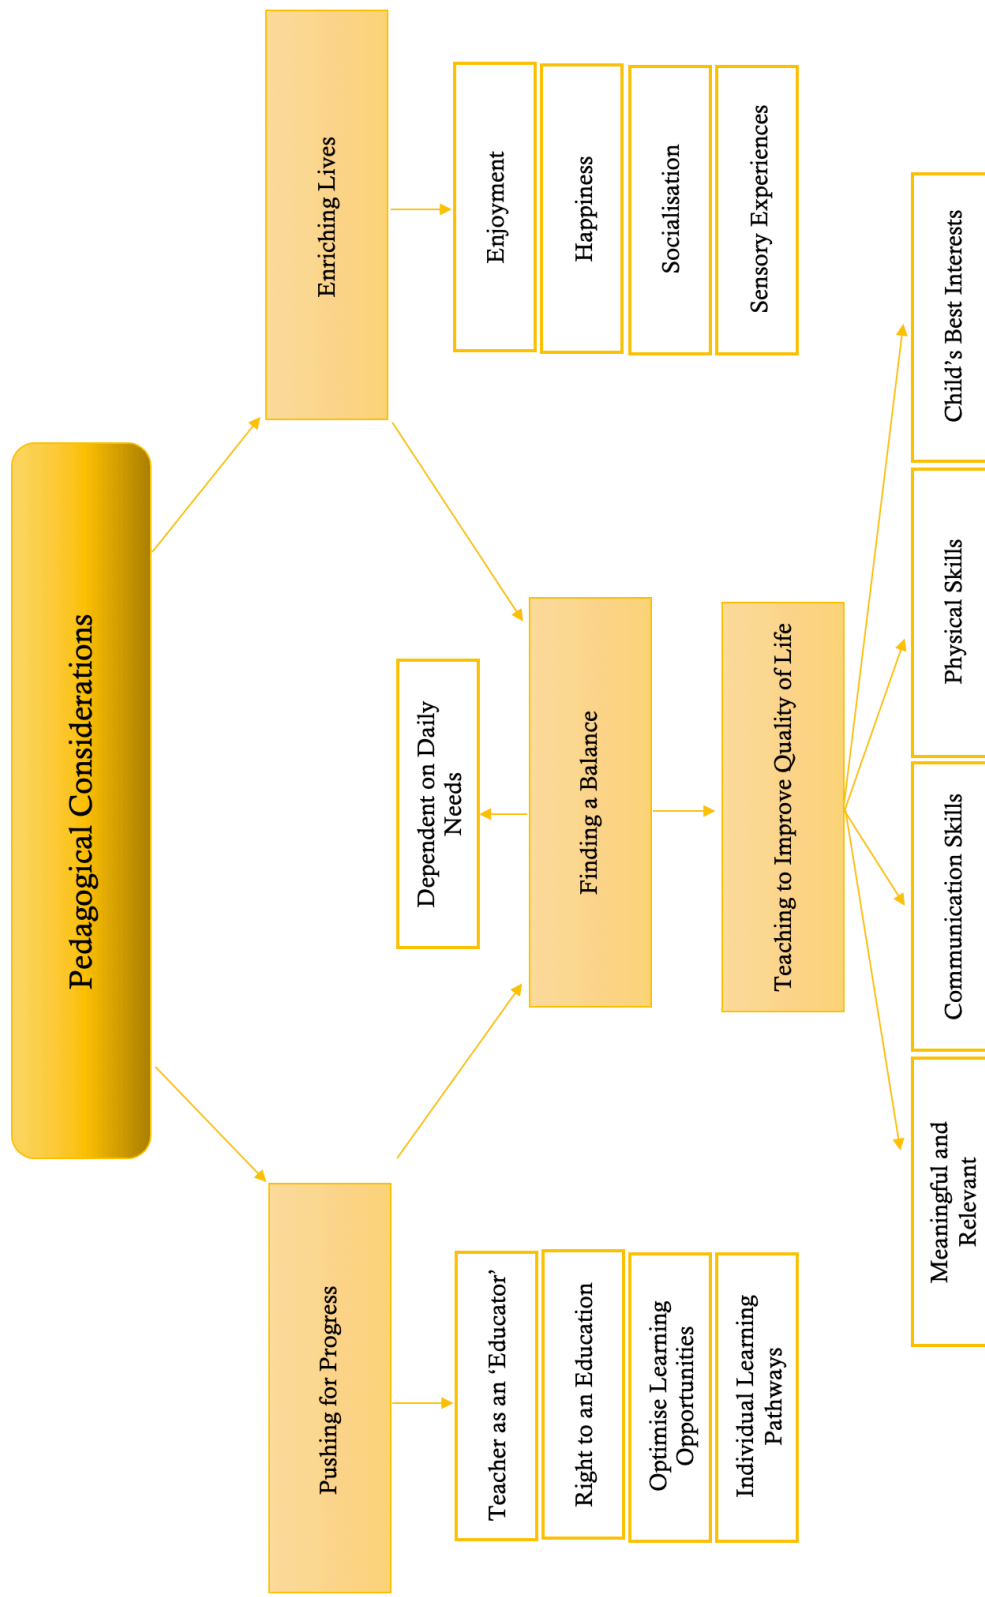 Pedagogical Considerations
Pushing for Progress
Enriching Lives
Teacher as an ‘Educator’
Right to an Education
Optimise Learning
Opportunities
Individual Learning
Pathways
Dependent on Daily
Needs
Finding a Balance
Teaching to Improve Quality of Life
Enjoyment
Happiness
Socialisation
Sensory Experiences
Meaningful and
Relevant
Communication Skills
Physical Skills
Child’s Best Interests